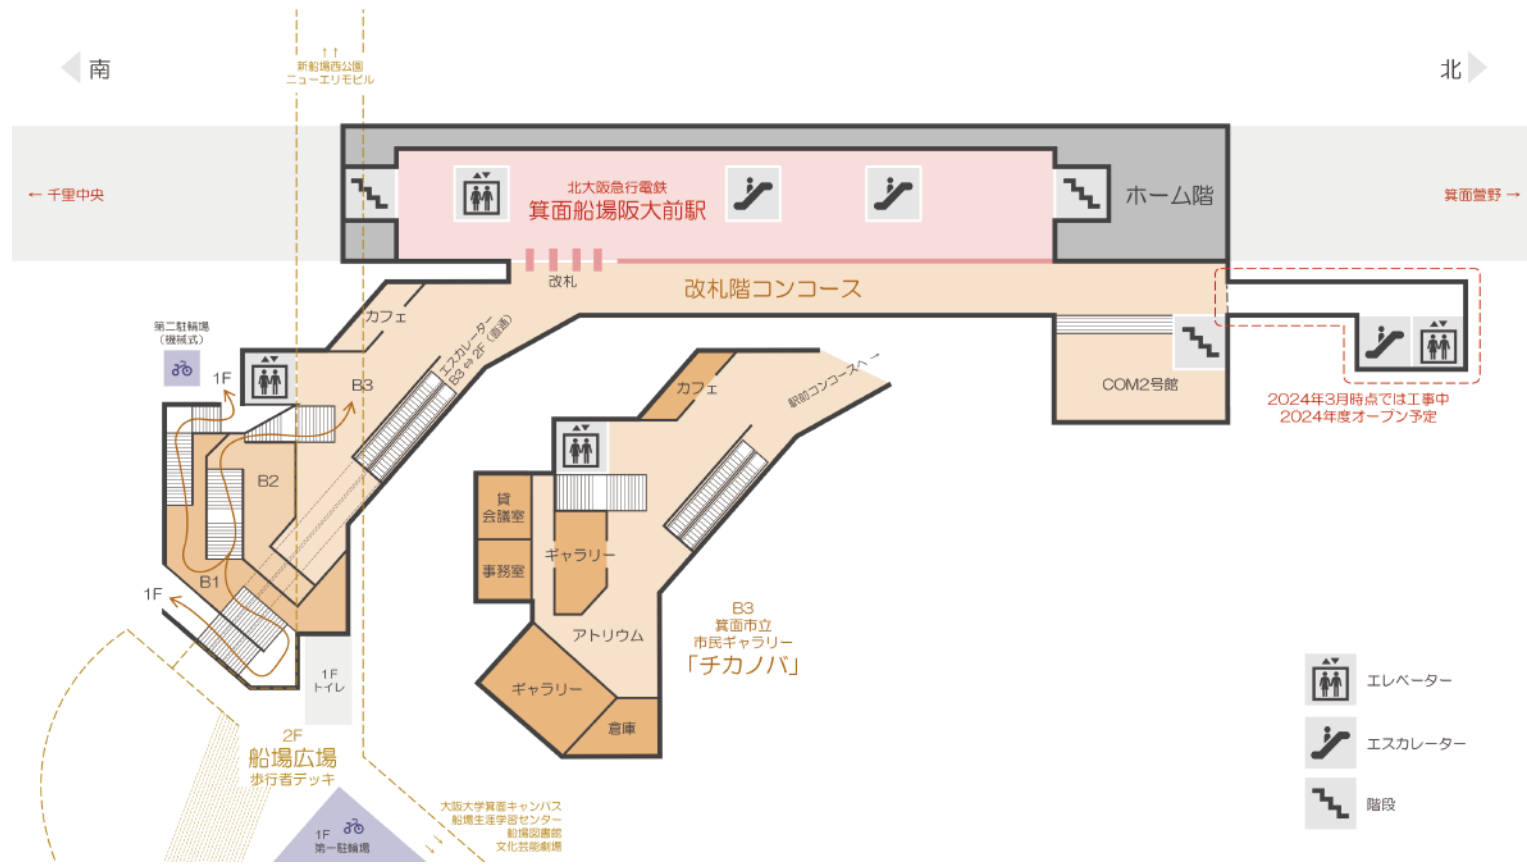 南
北
↑↑
新船場西公園
ニューエリモビル
← 千里中央
北大阪急行電鉄
箕面船場阪大前駅
ホーム階
箕面萱野 →
改札
改札階コンコース
カフェ
エスカレーター
B3 ⇔ 2F（直通）
第二駐輪場
（機械式）
1F
B3
B2
B1
1F
カフェ
駅前コンコースへ →
COM2号館
2024年3月時点では工事中
2024年度オープン予定
貸
会議室
事務室
ギャラリー
アトリウム
ギャラリー
倉庫
B3
箕面市立
市民ギャラリー
「チカノバ」
1F
トイレ
2F
船場広場
歩行者デッキ
1F
第一駐輪場
大阪大学箕面キャンパス
船場生涯学習センター
船場図書館
文化芸能劇場
エレベーター
エスカレーター
階段